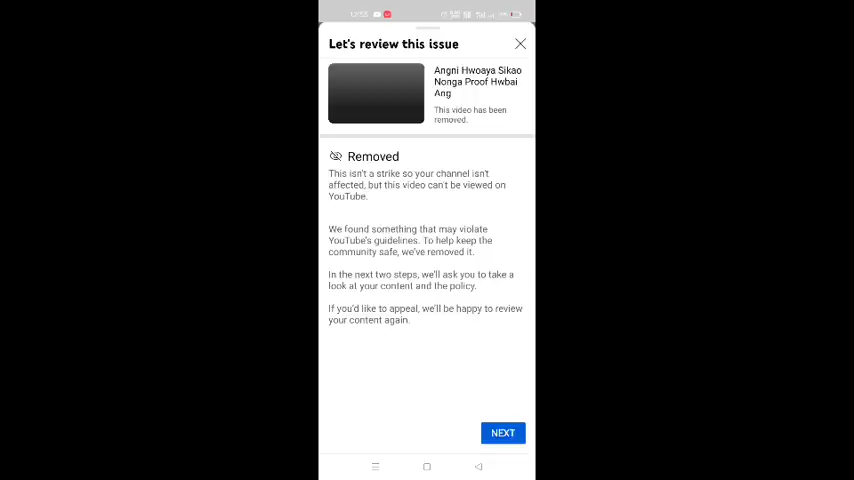 Let's review this issue
Angni Hwoaya Sikao
Nonga Proof Hwbai
Ang
This video has been
removed.
Removed
This isn't a strike so your channel isn't
affected, but this video can't be viewed on
YouTube.
We found something that may violate
YouTube's guidelines. To help keep the
community safe, we've removed it.
In the next two steps, we'll ask you to take a
look at your content and the policy.
If you'd like to appeal, we'll be happy to review
your content again.
NEXT